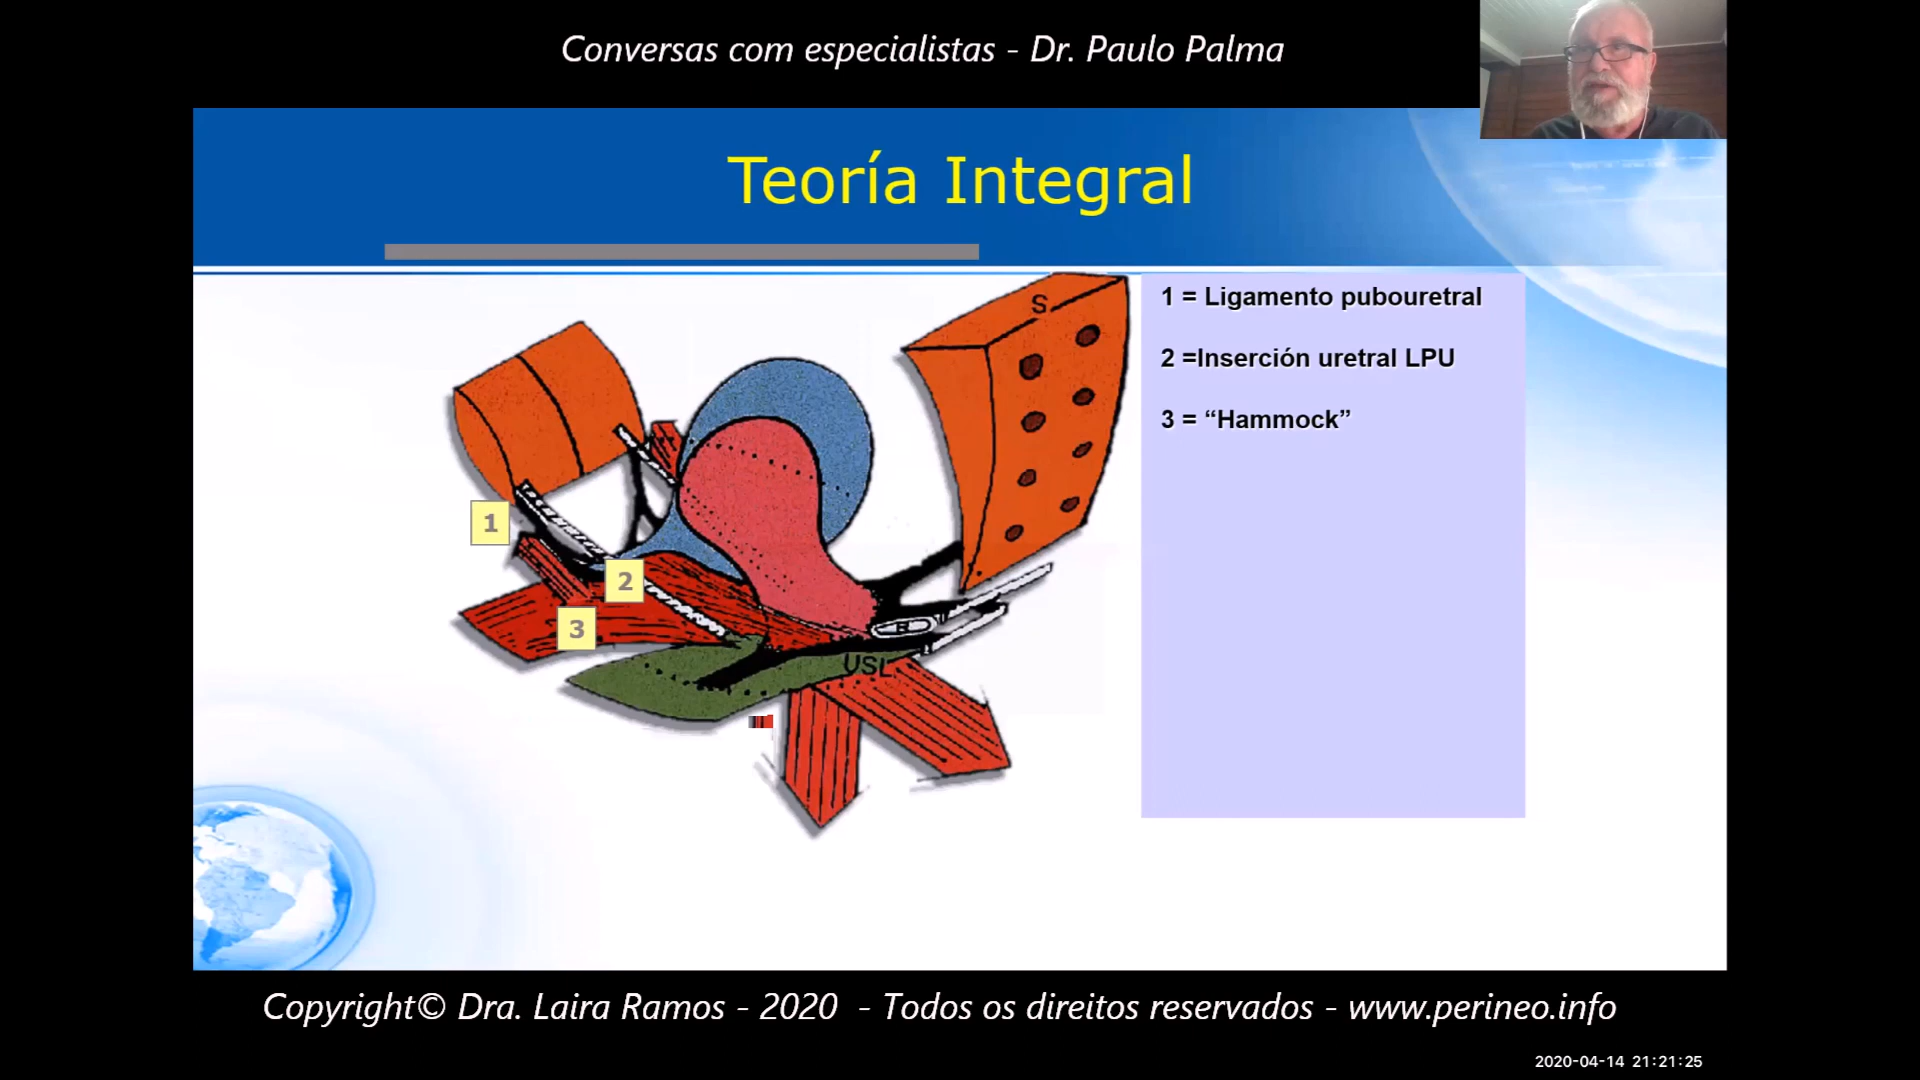 Conversas com especialistas - Dr. Paulo Palma
Teoría Integral
S
1 = Ligamento pubouretral
2 =Inserción uretral LPU
3 = “Hammock”
1
2
3
R
USL
Copyright© Dra. Laira Ramos - 2020 - Todos os direitos reservados - www.perineo.info
2020-04-14 21:21:25